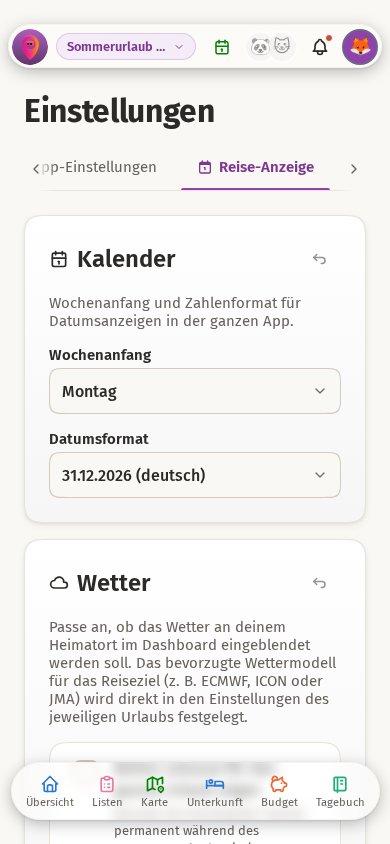 Sommerurlaub ...
Einstellungen
pp-Einstellungen
Reise-Anzeige
Kalender
Wochenanfang und Zahlenformat für
Datumsanzeigen in der ganzen App.
Wochenanfang
Montag
Datumsformat
31.12.2026 (deutsch)
Wetter
Passe an, ob das Wetter an deinem
Heimatort im Dashboard eingeblendet
werden soll. Das bevorzugte Wettermodell
für das Reiseziel (z. B. ECMWF, ICON oder
JMA) wird direkt in den Einstellungen des
jeweiligen Urlaubs festgelegt.
Übersicht
Listen
Karte
Unterkunft
Budget
Tagebuch
permanent während des